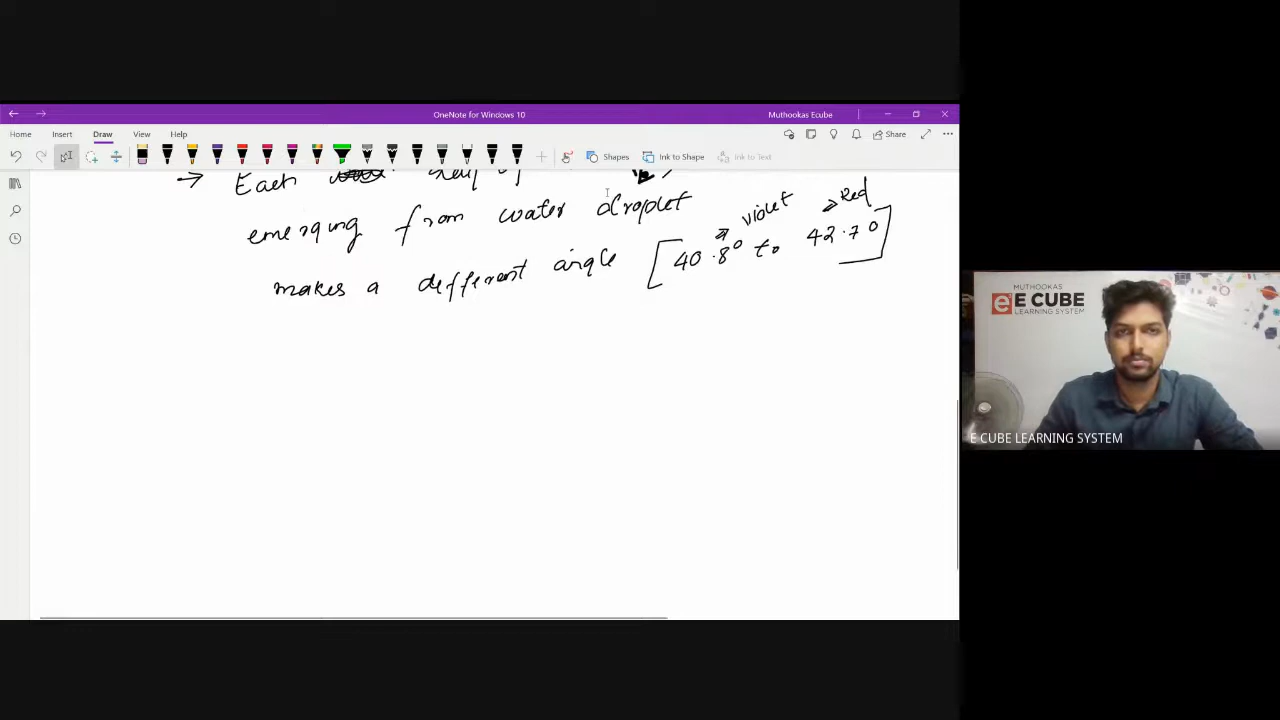 OneNote for Windows 10
Muthookas Ecube
Home Insert Draw View Help
Share
Shapes Ink to Shape Ink to Text
→ Each
emerging from water droplet
violet Red
makes a different angle [40.8° to 42.7°]
MUTHOOKAS
e E CUBE
LEARNING SYSTEM
E CUBE LEARNING SYSTEM